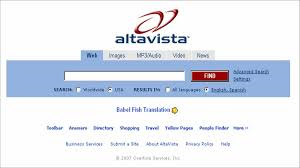 altavista
Web Images MP3/Audio Video News
FIND
Advanced Search
Settings
SEARCH: Worldwide USA RESULTS IN: All languages English, Spanish
Babel Fish Translation
Toolbar Answers Directory Shopping Travel Yellow Pages People Finder More »
Business Services Submit a Site About AltaVista Privacy Policy Help
© 2007 Overture Services, Inc.